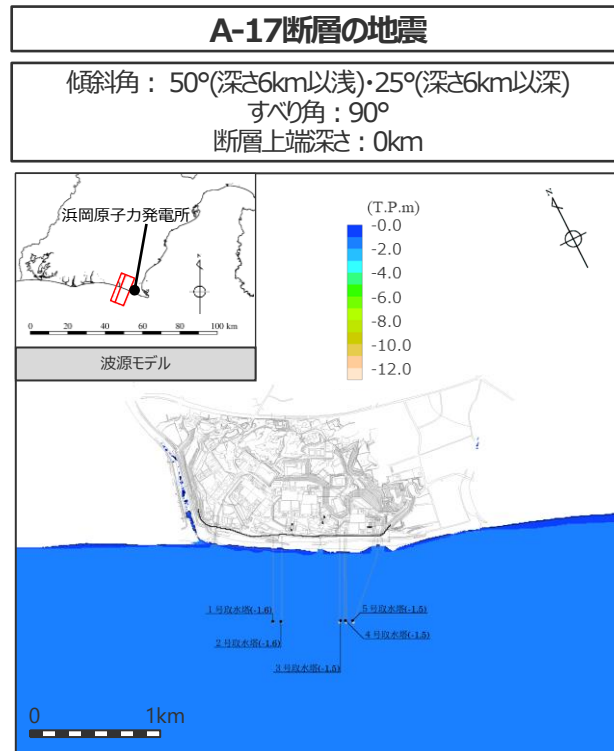 A-17断層の地震
傾斜角： 50°(深さ6km以浅)・25°(深さ6km以深)
すべり角：90°
断層上端深さ：0km
浜岡原子力発電所
N
0 20 40 60 80 100 km
波源モデル
(T.P.m)
-0.0
-2.0
-4.0
-6.0
-8.0
-10.0
-12.0
N
1号取水塔(-1.6)
2号取水塔(-1.6)
3号取水塔(-1.5)
4号取水塔(-1.5)
5号取水塔(-1.5)
0 1km